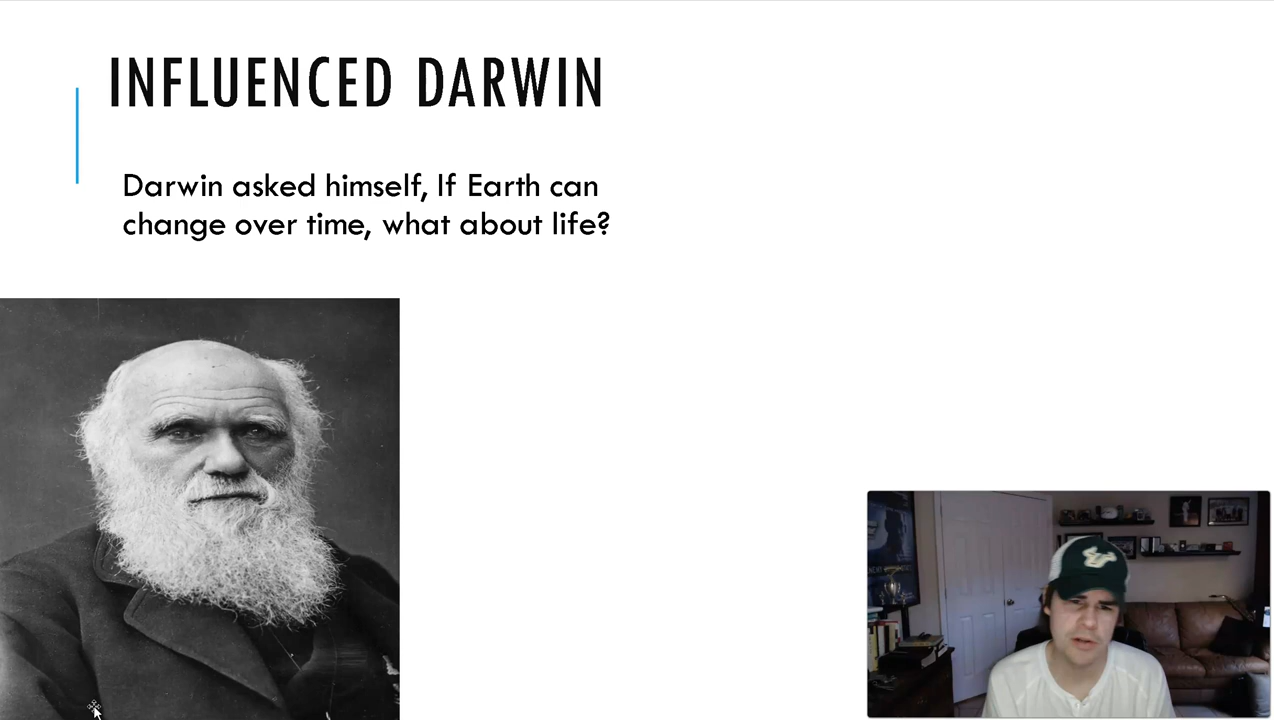 INFLUENCED DARWIN
Darwin asked himself, If Earth can
change over time, what about life?